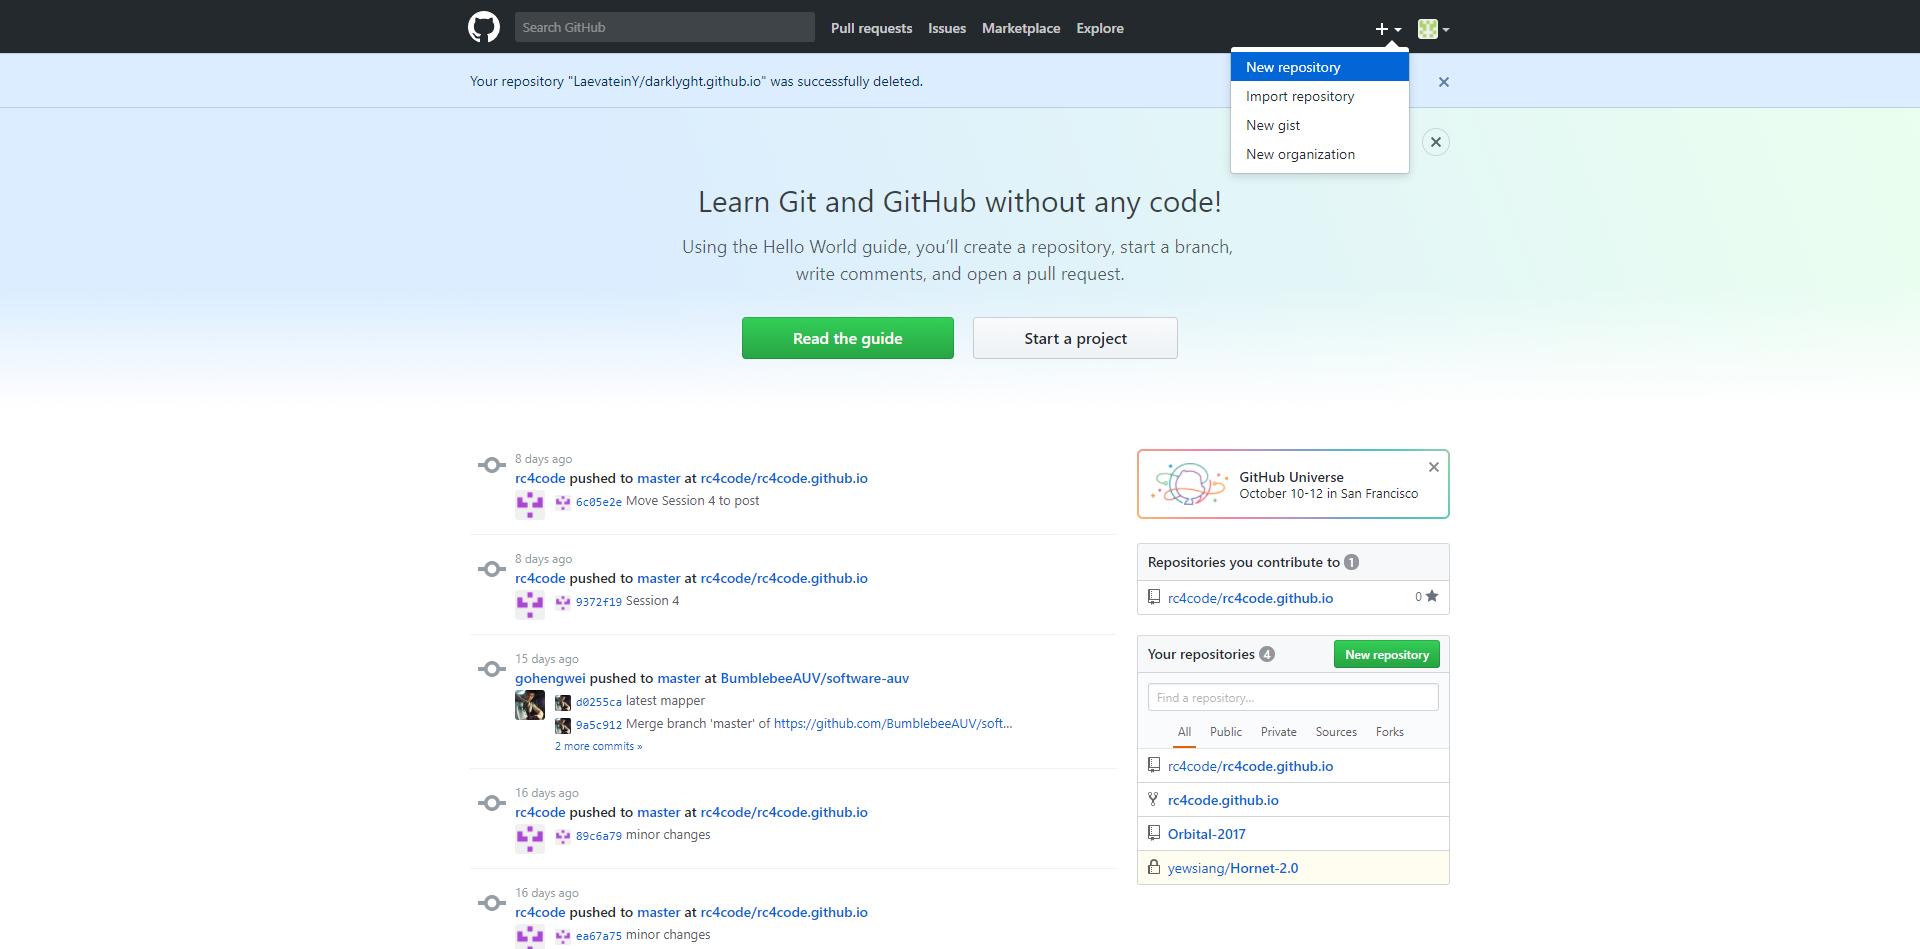 Search GitHub
Pull requests
Issues
Marketplace
Explore
New repository
Import repository
New gist
New organization
Your repository "LaevateinY/darklyght.github.io" was successfully deleted.
Learn Git and GitHub without any code!
Using the Hello World guide, you’ll create a repository, start a branch,
write comments, and open a pull request.
Read the guide
Start a project
8 days ago
rc4code pushed to master at rc4code/rc4code.github.io
6c05e2e Move Session 4 to post
8 days ago
rc4code pushed to master at rc4code/rc4code.github.io
9372f19 Session 4
15 days ago
gohengwei pushed to master at BumblebeeAUV/software-auv
d0255ca latest mapper
9a5c912 Merge branch 'master' of https://github.com/BumblebeeAUV/soft...
2 more commits »
16 days ago
rc4code pushed to master at rc4code/rc4code.github.io
89c6a79 minor changes
16 days ago
rc4code pushed to master at rc4code/rc4code.github.io
ea67a75 minor changes
GitHub Universe
October 10-12 in San Francisco
Repositories you contribute to 1
rc4code/rc4code.github.io 0
Your repositories 4
New repository
Find a repository...
All Public Private Sources Forks
rc4code/rc4code.github.io
rc4code.github.io
Orbital-2017
yewsiang/Hornet-2.0